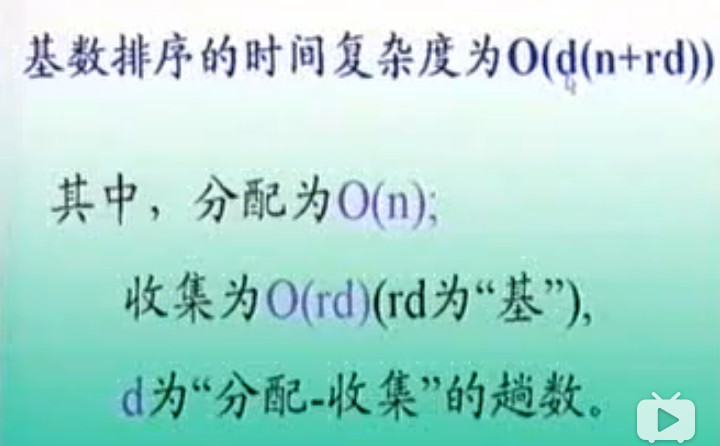 基数排序的时间复杂度为O(d(n+rd))
其中，分配为O(n);
收集为O(rd)(rd为“基”),
d为“分配-收集”的趟数。